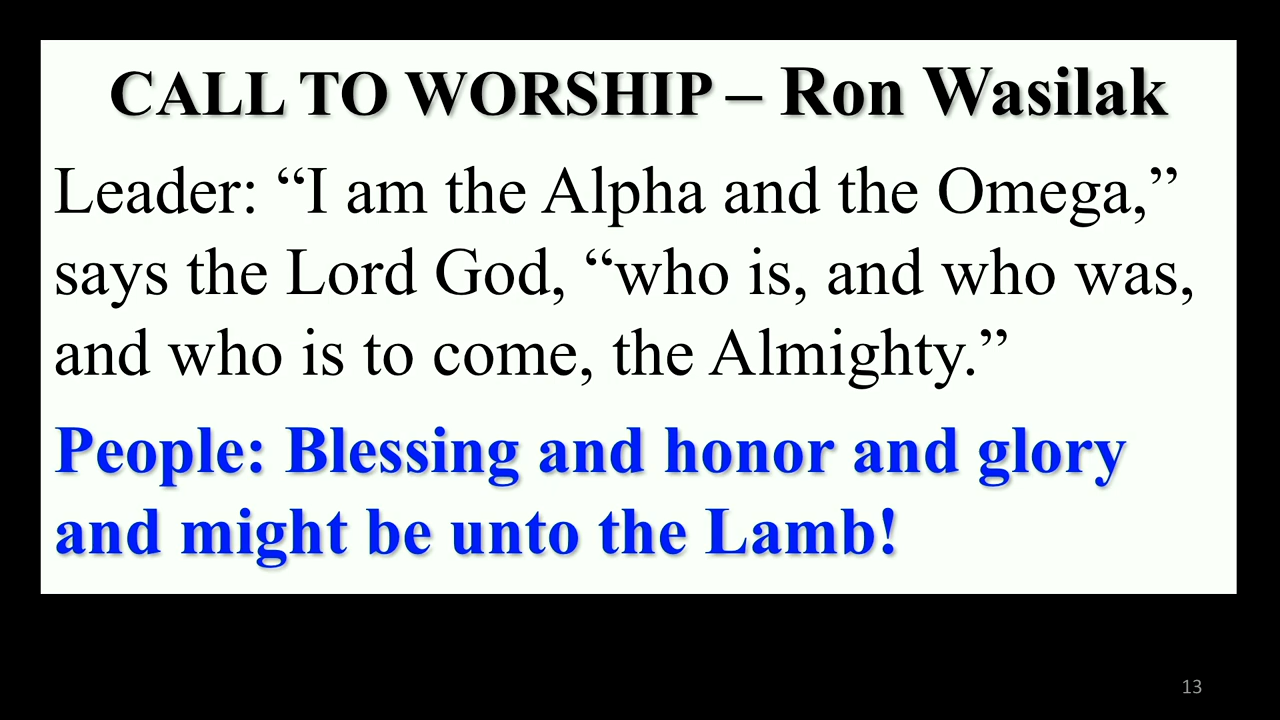 CALL TO WORSHIP – Ron Wasilak
Leader: “I am the Alpha and the Omega,”
says the Lord God, “who is, and who was,
and who is to come, the Almighty.”
People: Blessing and honor and glory
and might be unto the Lamb!
13